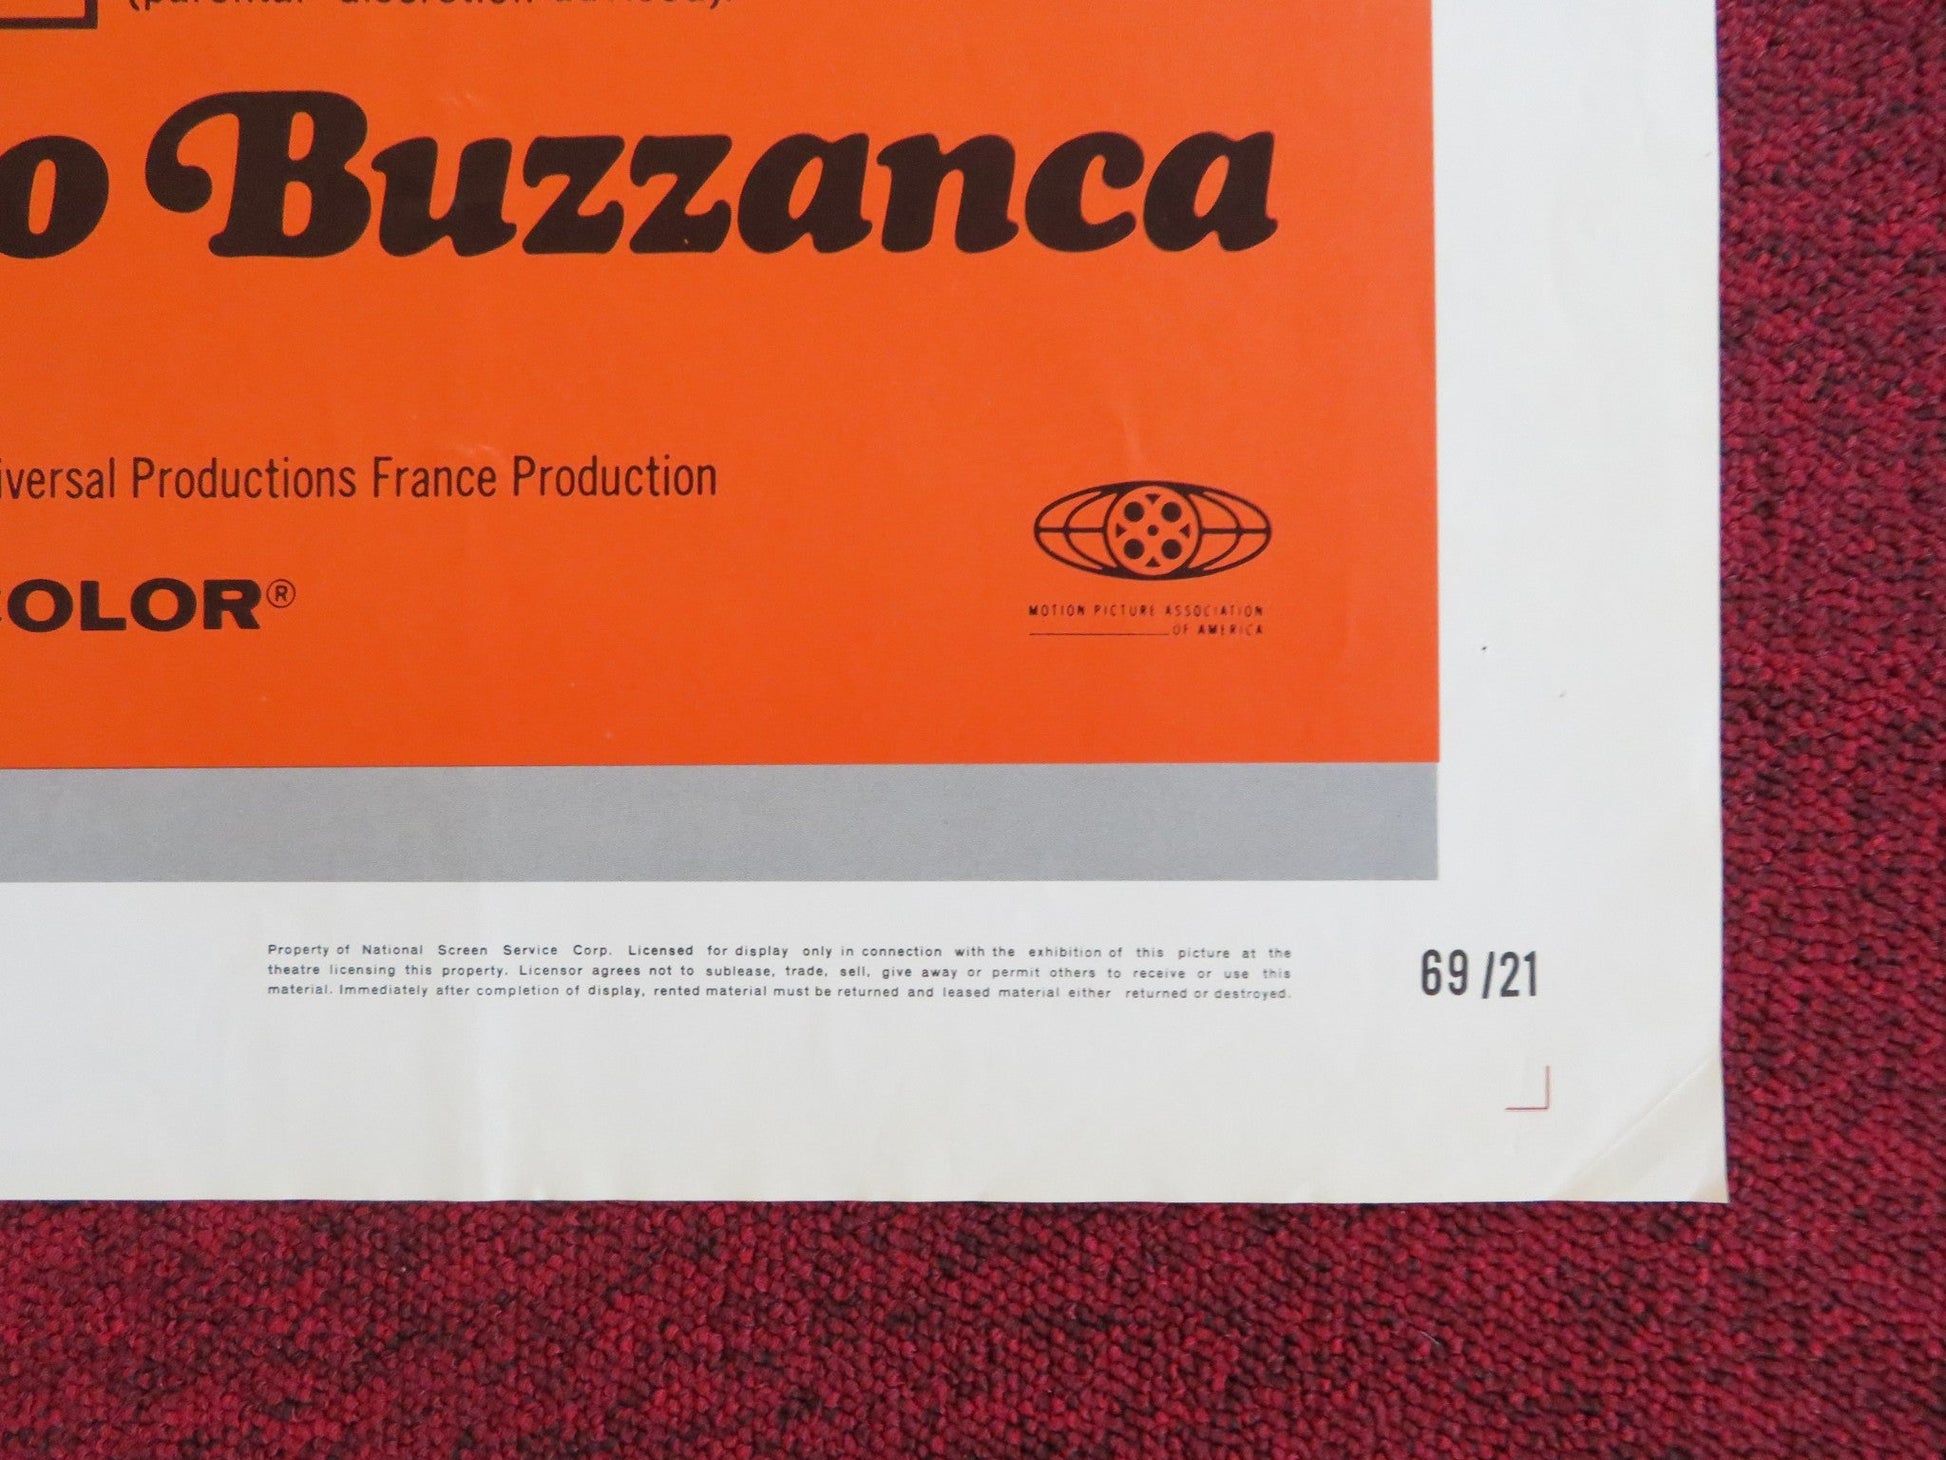 (parental discretion advised).
o Buzzanca
iversal Productions France Production
COLOR®
MOTION PICTURE ASSOCIATION
OF AMERICA
Property of National Screen Service Corp. Licensed for display only in connection with the exhibition of this picture at the
theatre licensing this property. Licensor agrees not to sublease, trade, sell, give away or permit others to receive or use this
material. Immediately after completion of display, rented material must be returned and leased material either returned or destroyed.
69/21